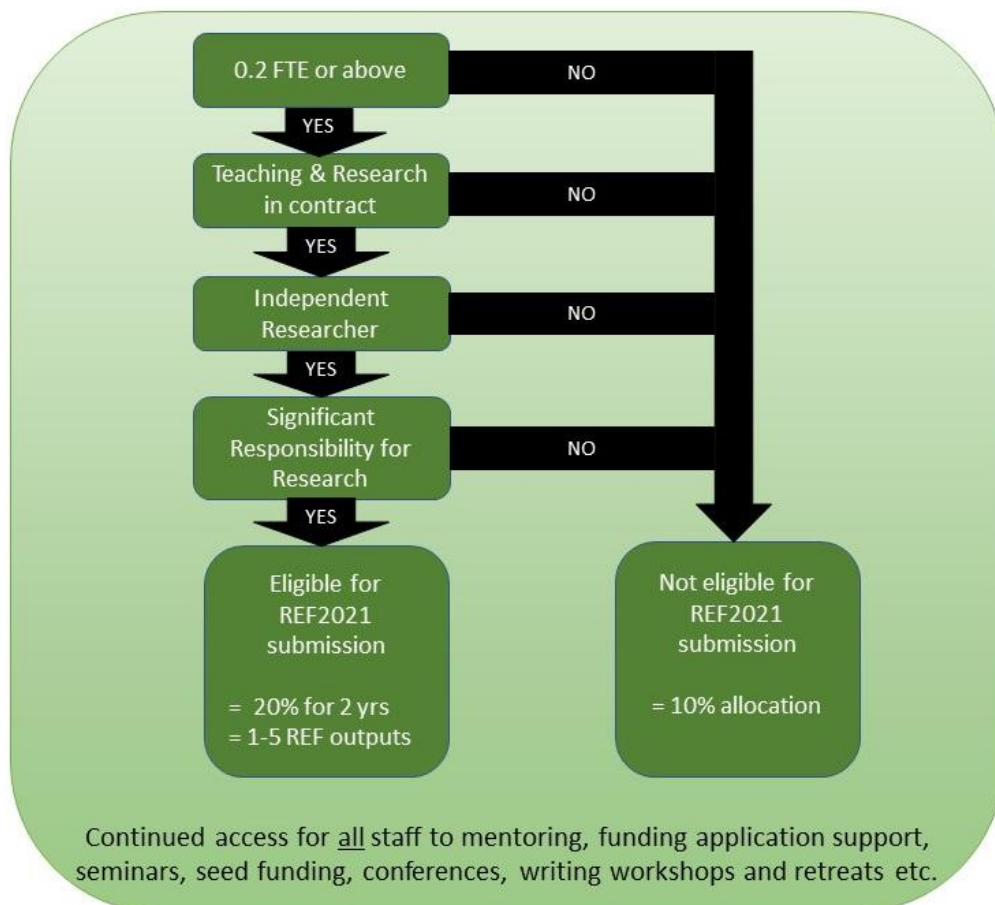 0.2 FTE or above
NO
YES
Teaching & Research
in contract
NO
YES
Independent
Researcher
NO
YES
Significant
Responsibility for
Research
NO
YES
Eligible for
REF2021
submission
= 20% for 2 yrs
= 1-5 REF outputs
Not eligible for
REF2021
submission
= 10% allocation
Continued access for all staff to mentoring, funding application support,
seminars, seed funding, conferences, writing workshops and retreats etc.